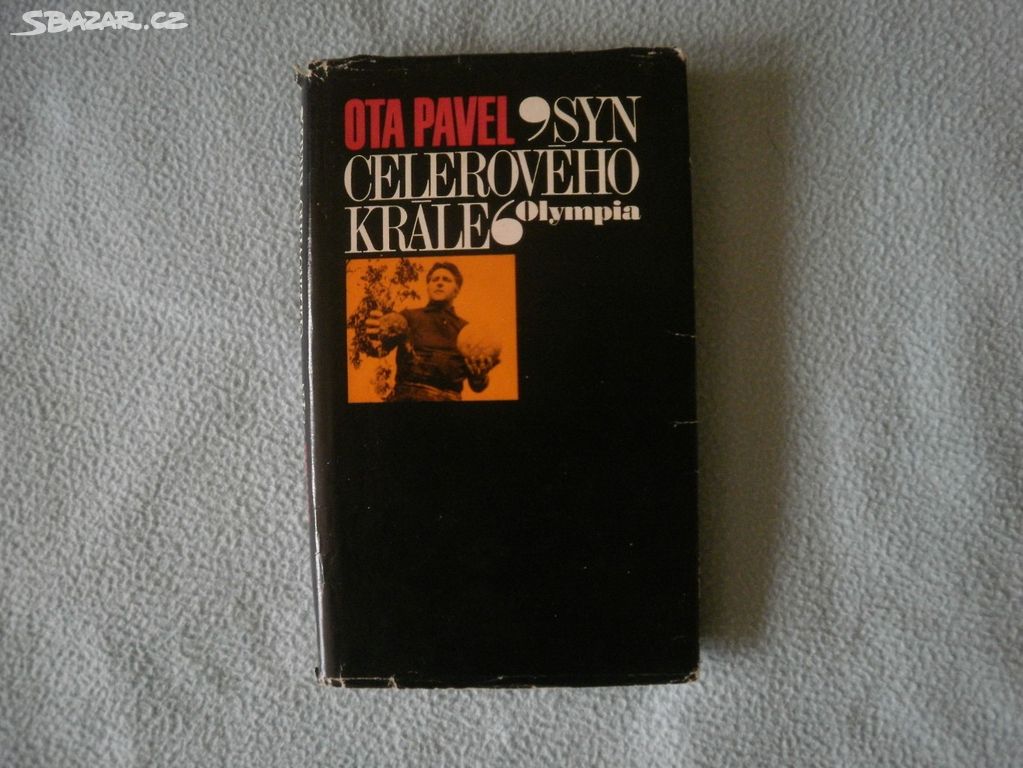 SBAZAR.CZ
OTA PAVEL ‚SYN
CELEROVÉHO
KRÁLE‘ Olympia